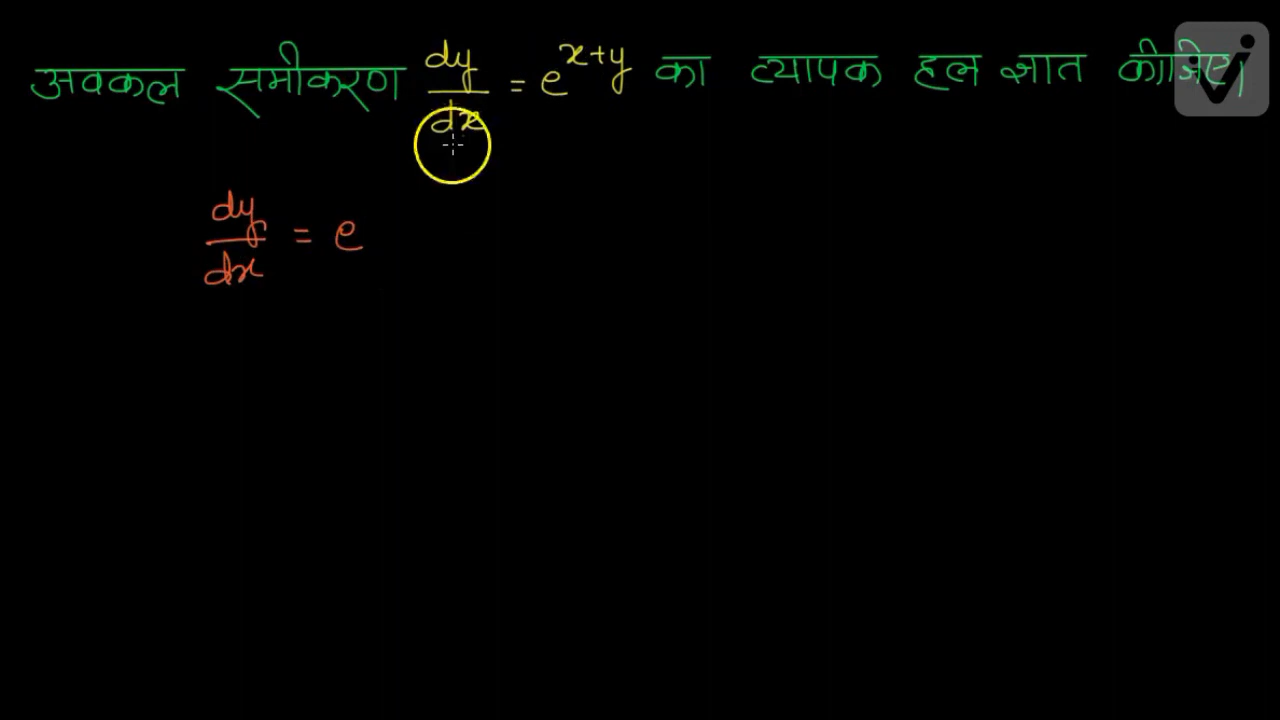 अवकल समीकरण dy/dx = e^(x+y) का व्यापक हल ज्ञात कीजिए।
dy/dx = e